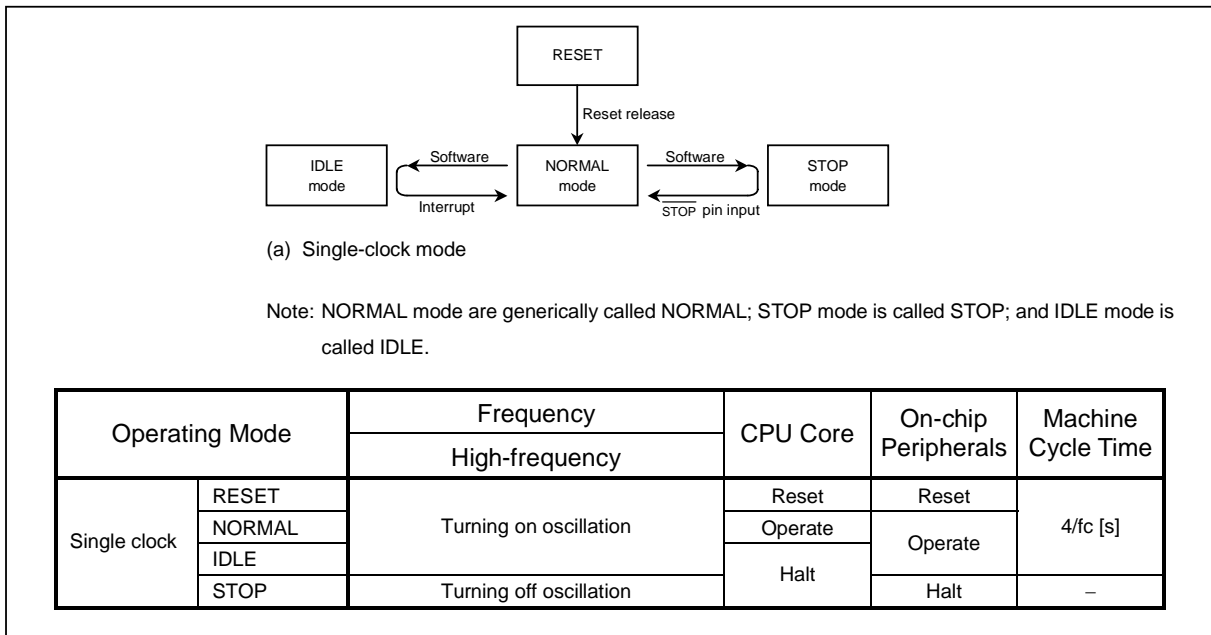 RESET
Reset release
IDLE
mode
Software
Interrupt
NORMAL
mode
Software
STOP pin input
STOP
mode
(a) Single-clock mode
Note: NORMAL mode are generically called NORMAL; STOP mode is called STOP; and IDLE mode is
called IDLE.
Operating Mode
Frequency
High-frequency
CPU Core
On-chip
Peripherals
Machine
Cycle Time
Single clock
RESET
Turning on oscillation
Reset
Reset
4/fc [s]
NORMAL
Operate
Operate
IDLE
Halt
STOP
Turning off oscillation
Halt
–